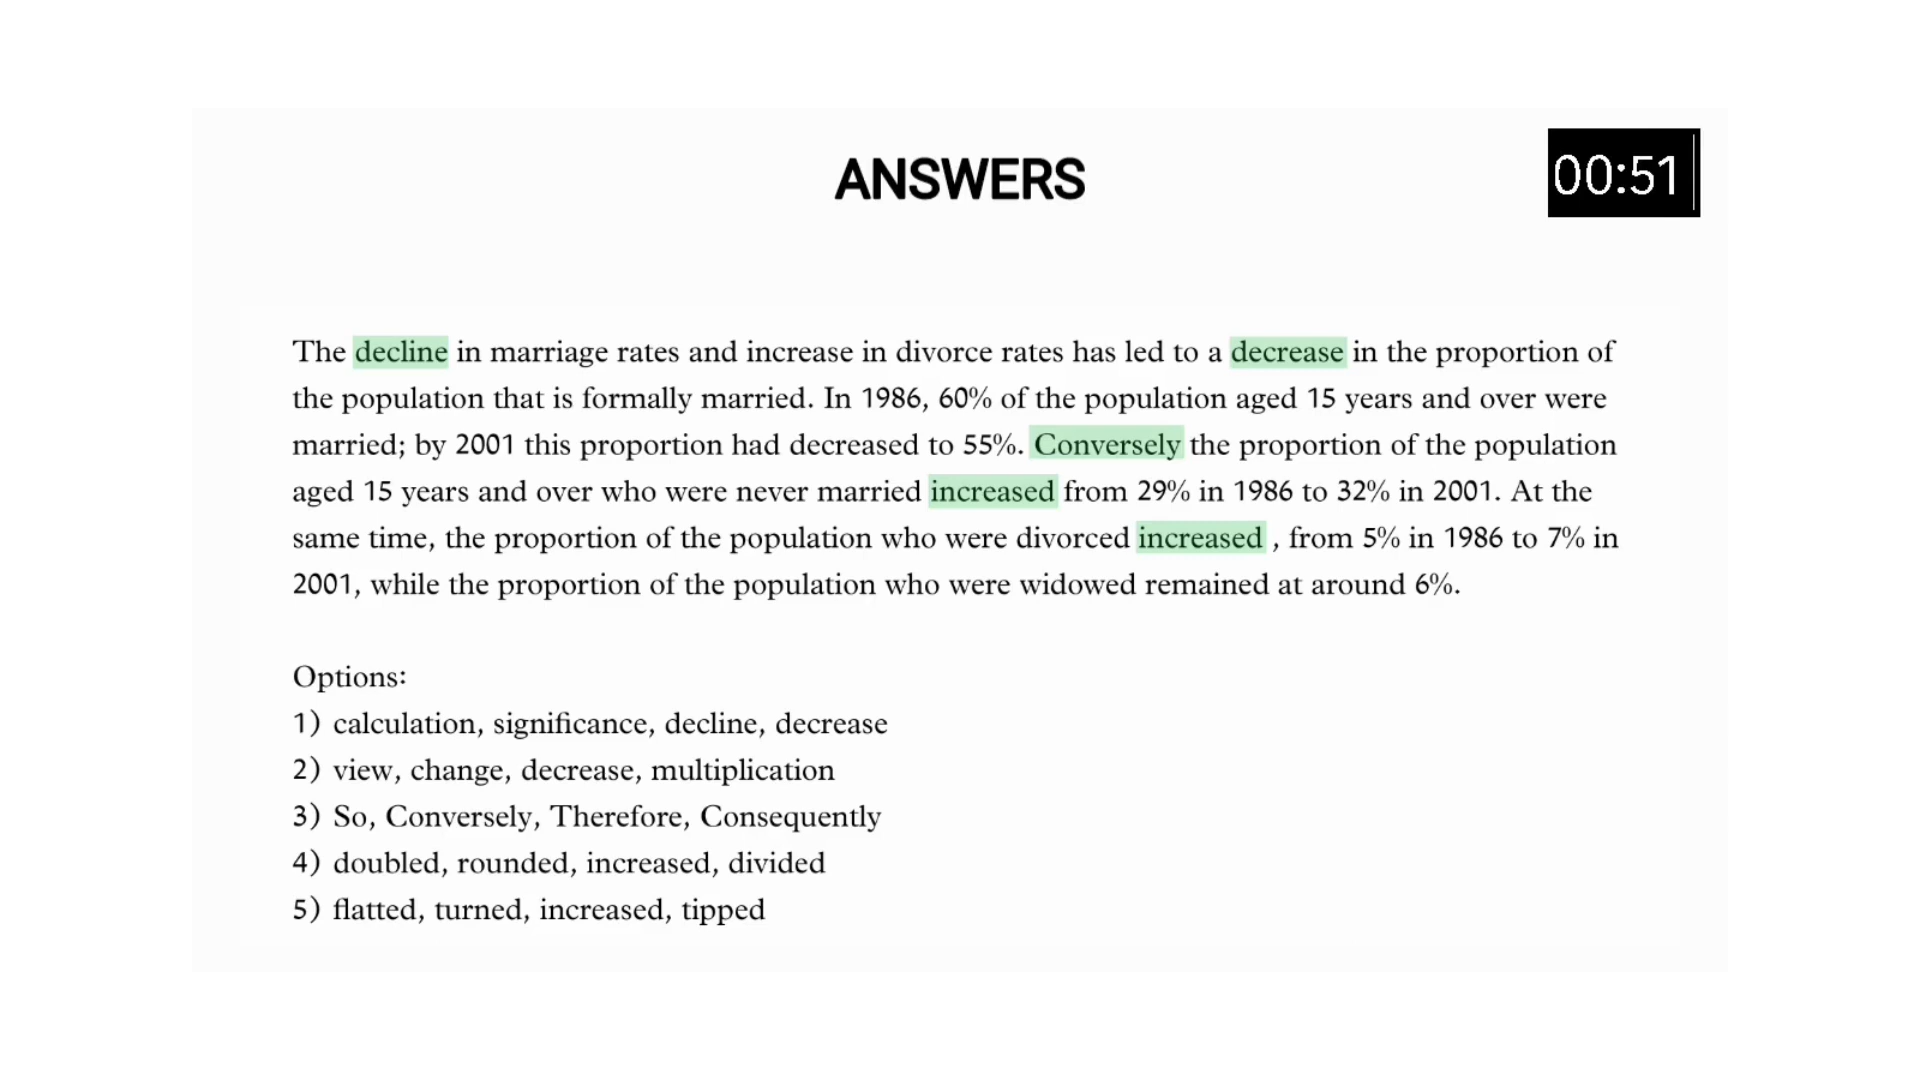 ANSWERS
00:51
The decline in marriage rates and increase in divorce rates has led to a decrease in the proportion of
the population that is formally married. In 1986, 60% of the population aged 15 years and over were
married; by 2001 this proportion had decreased to 55%. Conversely the proportion of the population
aged 15 years and over who were never married increased from 29% in 1986 to 32% in 2001. At the
same time, the proportion of the population who were divorced increased , from 5% in 1986 to 7% in
2001, while the proportion of the population who were widowed remained at around 6%.
Options:
1) calculation, significance, decline, decrease
2) view, change, decrease, multiplication
3) So, Conversely, Therefore, Consequently
4) doubled, rounded, increased, divided
5) flatted, turned, increased, tipped